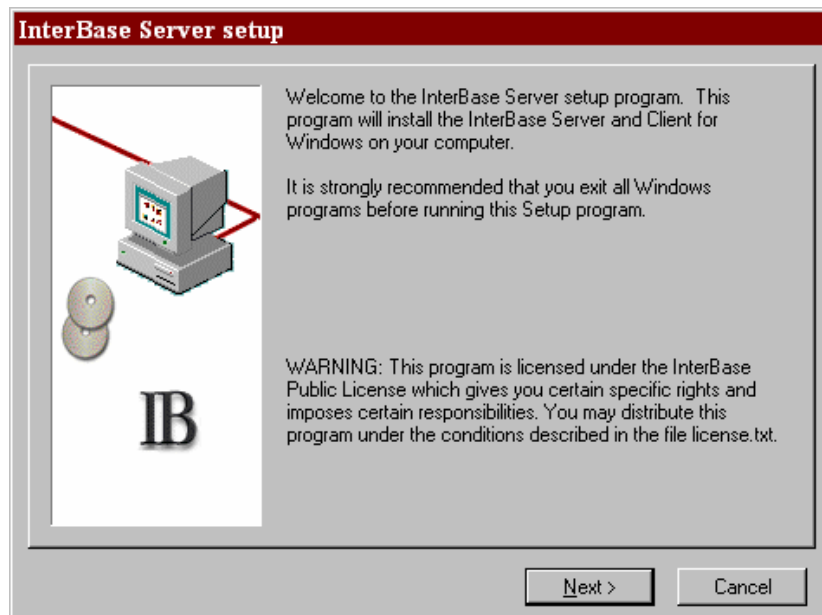 InterBase Server setup
Welcome to the InterBase Server setup program. This
program will install the InterBase Server and Client for
Windows on your computer.
It is strongly recommended that you exit all Windows
programs before running this Setup program.
WARNING: This program is licensed under the InterBase
Public License which gives you certain specific rights and
imposes certain responsibilities. You may distribute this
program under the conditions described in the file license.txt.
IB
Next >
Cancel